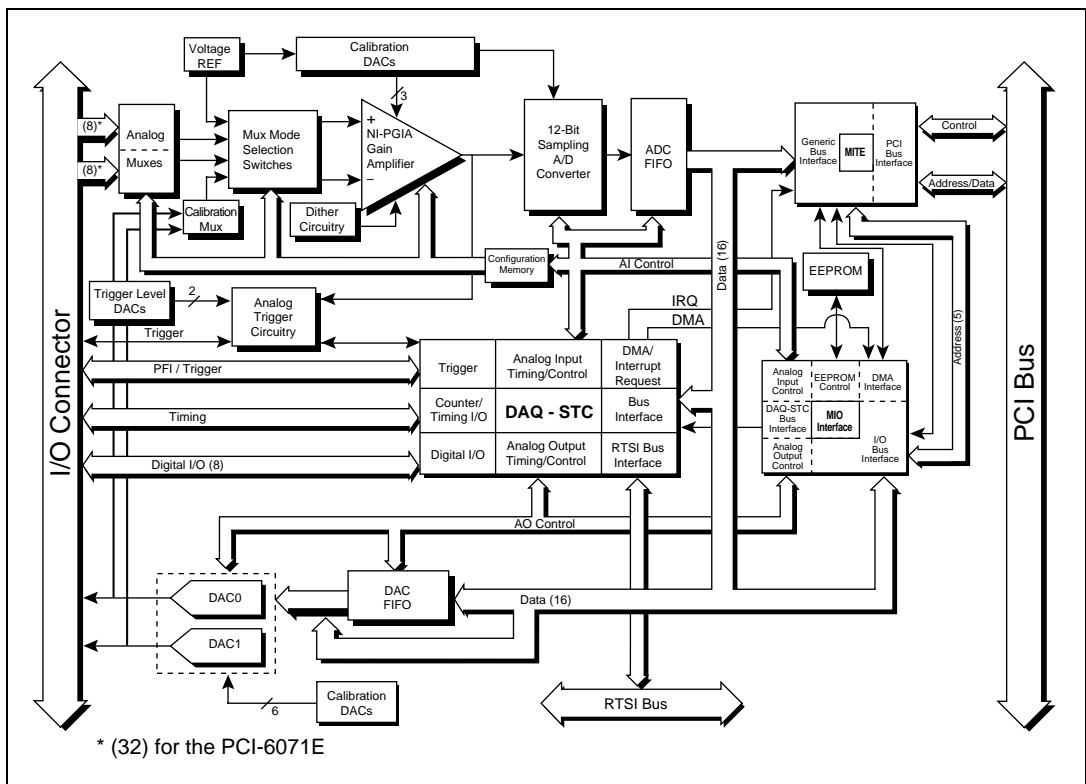 Voltage
REF
Calibration
DACs
3
(8)*
(8)*
Analog
Muxes
Mux Mode
Selection
Switches
+
NI-PGIA
Gain
Amplifier
–
12-Bit
Sampling
A/D
Converter
ADC
FIFO
Generic
Bus
Interface
MITE
PCI
Bus
Interface
Control
Address/Data
Calibration
Mux
Dither
Circuitry
Configuration
Memory
AI Control
Data (16)
EEPROM
Address (5)
IRQ
DMA
Trigger Level
DACs
2
Analog
Trigger
Circuitry
Trigger
I/O Connector
PCI Bus
PFI / Trigger
Timing
Digital I/O (8)
Trigger
Analog Input
Timing/Control
DMA/
Interrupt
Request
Counter/
Timing I/O
DAQ - STC
Bus
Interface
Digital I/O
Analog Output
Timing/Control
RTSI Bus
Interface
Analog
Input
Control
EEPROM
Control
DMA
Interface
DAQ-STC
Bus
Interface
MIO
Interface
Analog
Output
Control
I/O
Bus
Interface
AO Control
DAC0
DAC1
DAC
FIFO
Data (16)
6
Calibration
DACs
RTSI Bus
* (32) for the PCI-6071E